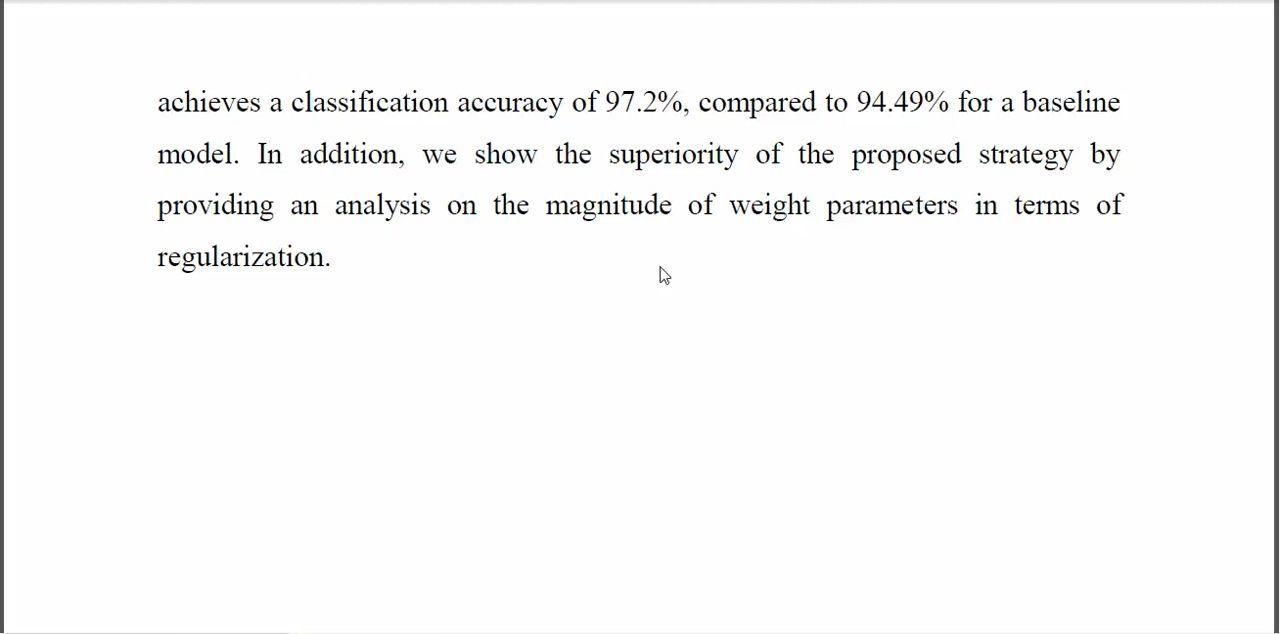 achieves a classification accuracy of 97.2%, compared to 94.49% for a baseline
model. In addition, we show the superiority of the proposed strategy by
providing an analysis on the magnitude of weight parameters in terms of
regularization.